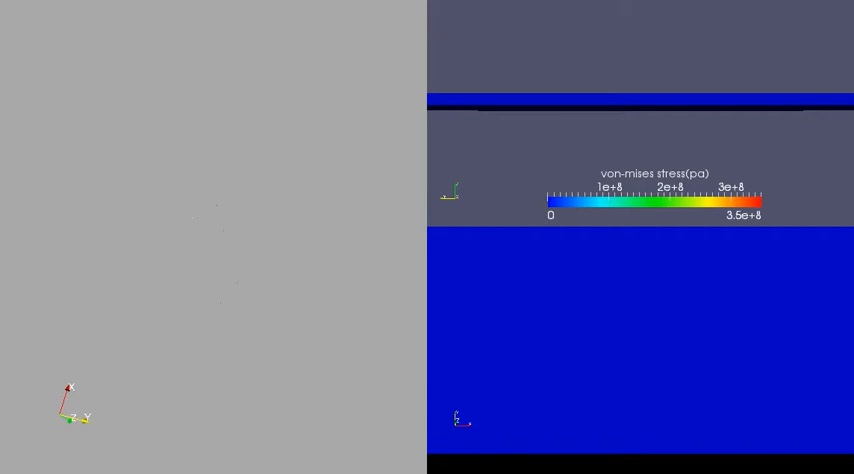 von-mises stress(pa)
1e+8 2e+8 3e+8
0 3.5e+8
X
Z Y